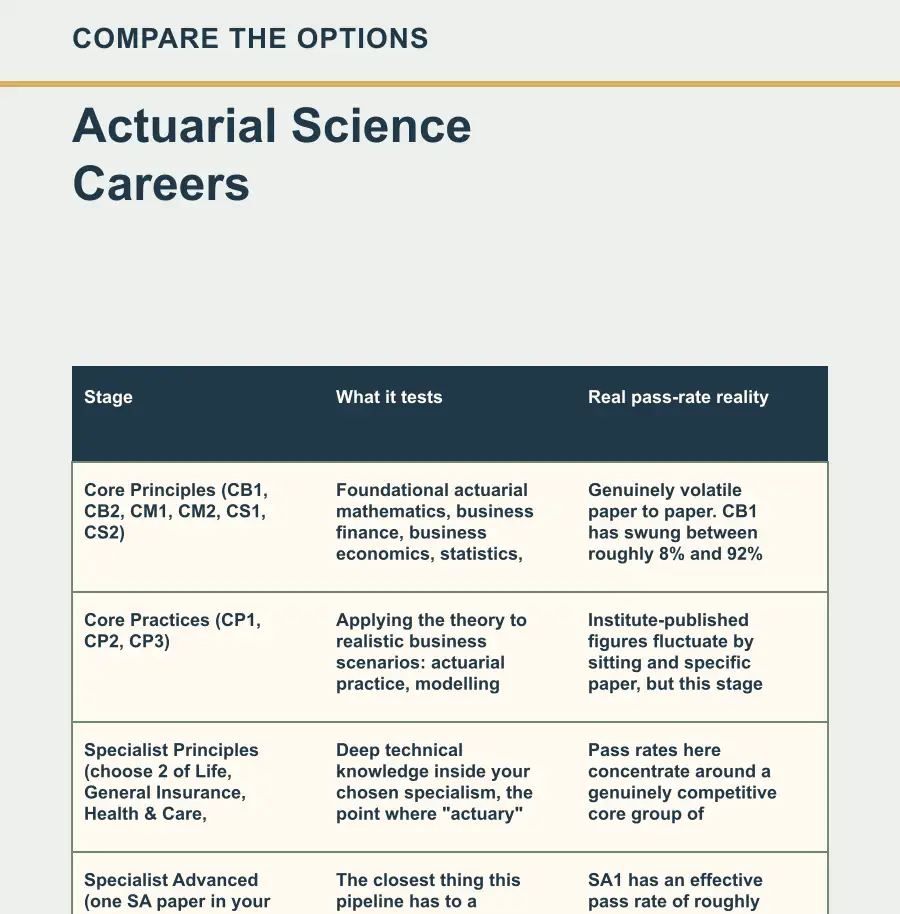 COMPARE THE OPTIONS
Actuarial Science
Careers
Stage
What it tests
Real pass-rate reality
Core Principles (CB1,
CB2, CM1, CM2, CS1,
CS2)
Foundational actuarial
mathematics, business
finance, business
economics, statistics,
Genuinely volatile
paper to paper. CB1
has swung between
roughly 8% and 92%
Core Practices (CP1,
CP2, CP3)
Applying the theory to
realistic business
scenarios: actuarial
practice, modelling
Institute-published
figures fluctuate by
sitting and specific
paper, but this stage
Specialist Principles
(choose 2 of Life,
General Insurance,
Health & Care,
Deep technical
knowledge inside your
chosen specialism, the
point where "actuary"
Pass rates here
concentrate around a
genuinely competitive
core group of
Specialist Advanced
(one SA paper in your
The closest thing this
pipeline has to a
SA1 has an effective
pass rate of roughly